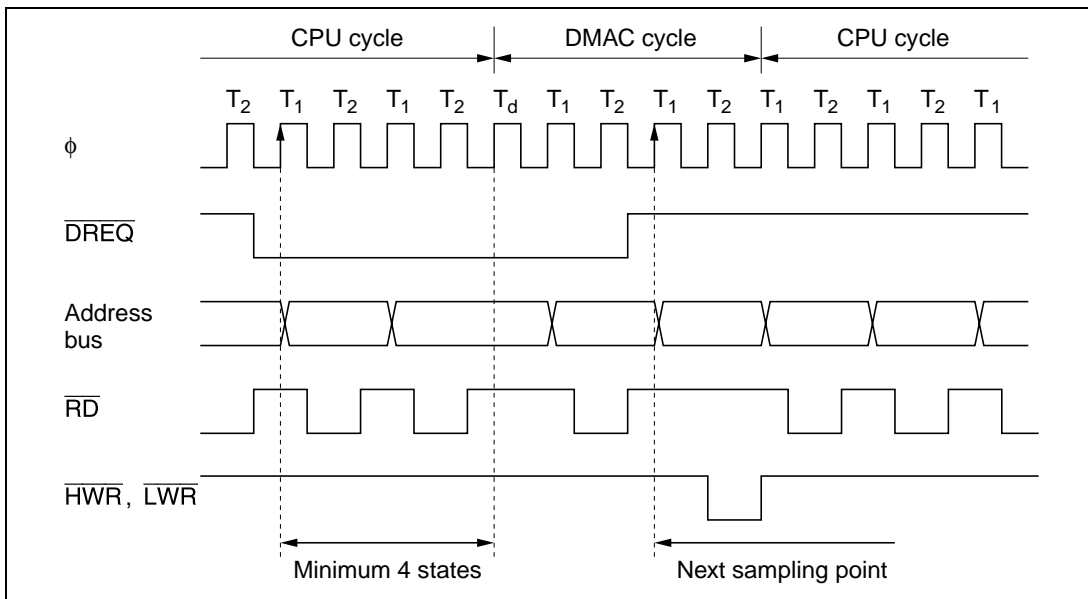 CPU cycle DMAC cycle CPU cycle
T2 T1 T2 T1 T2 Td T1 T2 T1 T2 T1 T2 T1 T2 T1
ϕ
DREQ
Address
bus
RD
HWR, LWR
Minimum 4 states Next sampling point